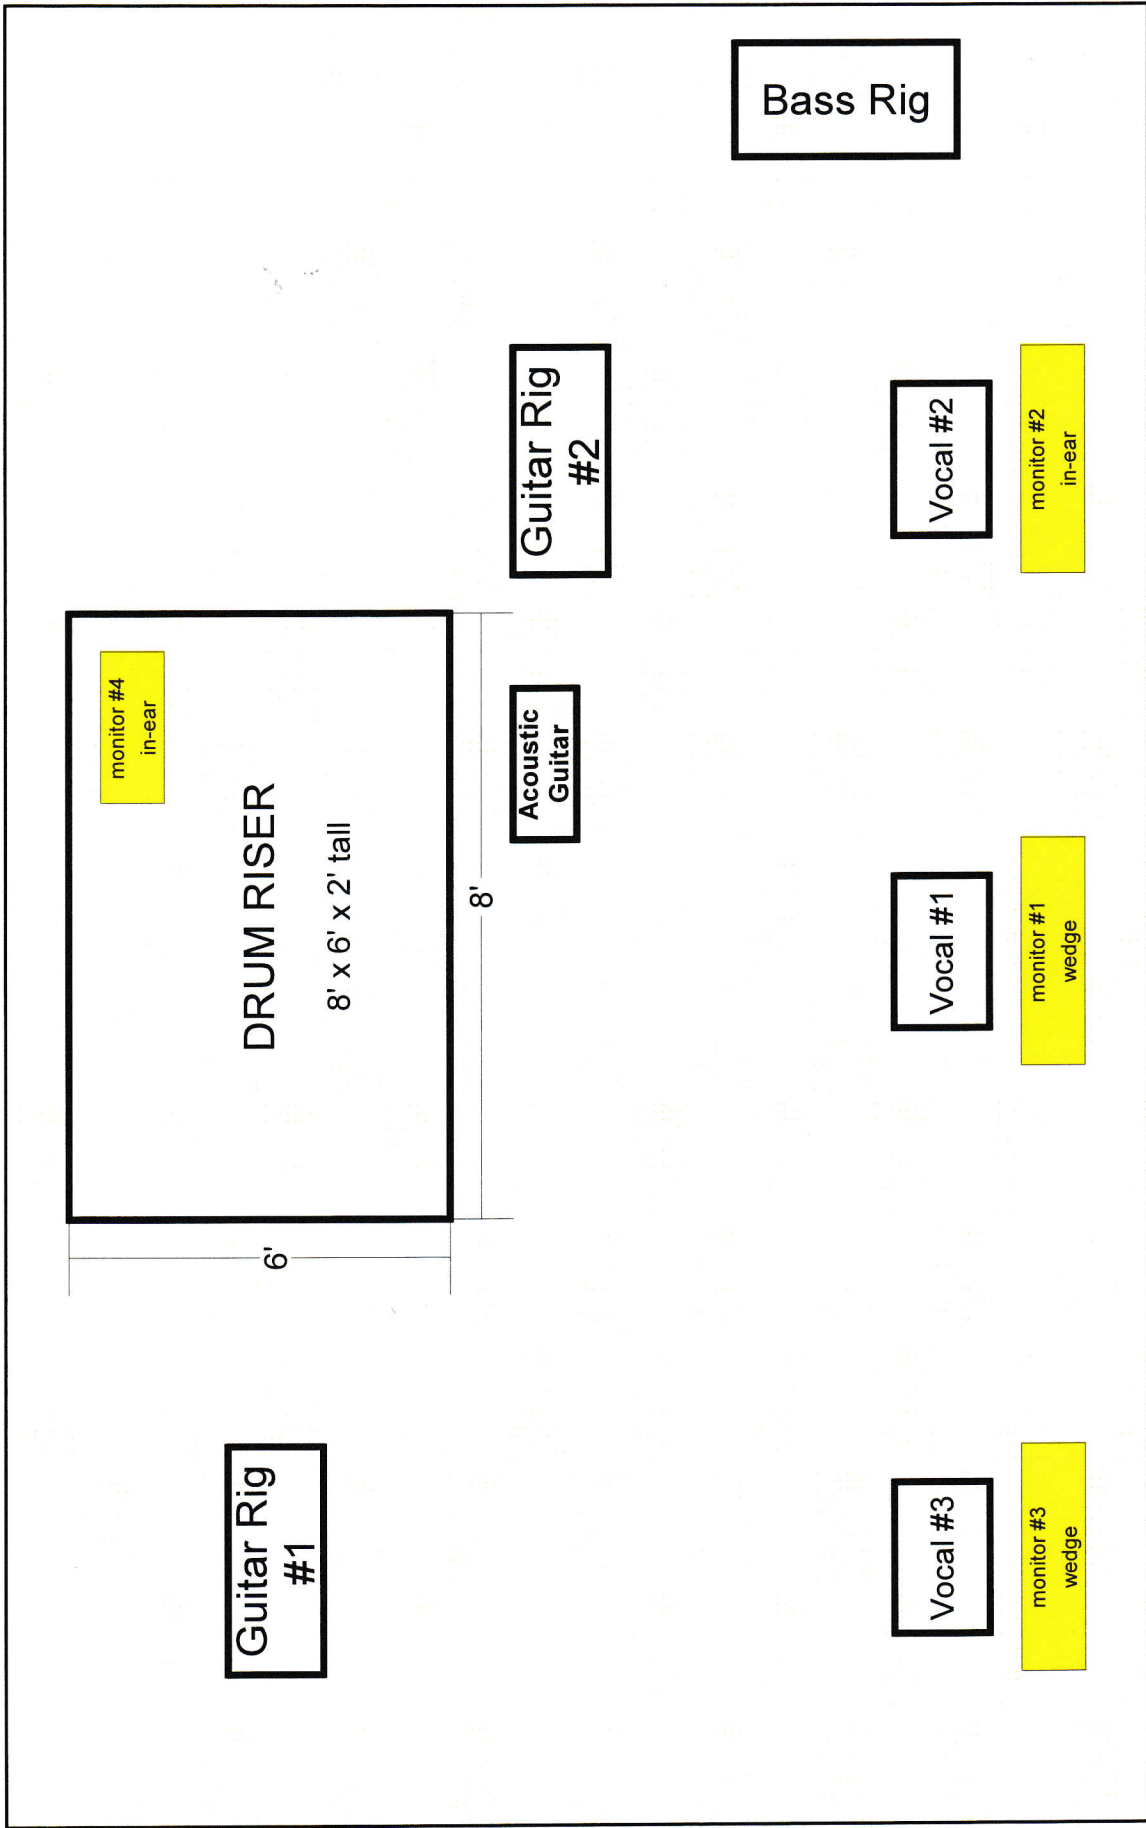 Bass Rig
monitor #4
in-ear
DRUM RISER
8' x 6' x 2' tall
6'
8'
Guitar Rig
#1
Acoustic
Guitar
Guitar Rig
#2
Vocal #3
Vocal #1
Vocal #2
monitor #3
wedge
monitor #1
wedge
monitor #2
in-ear